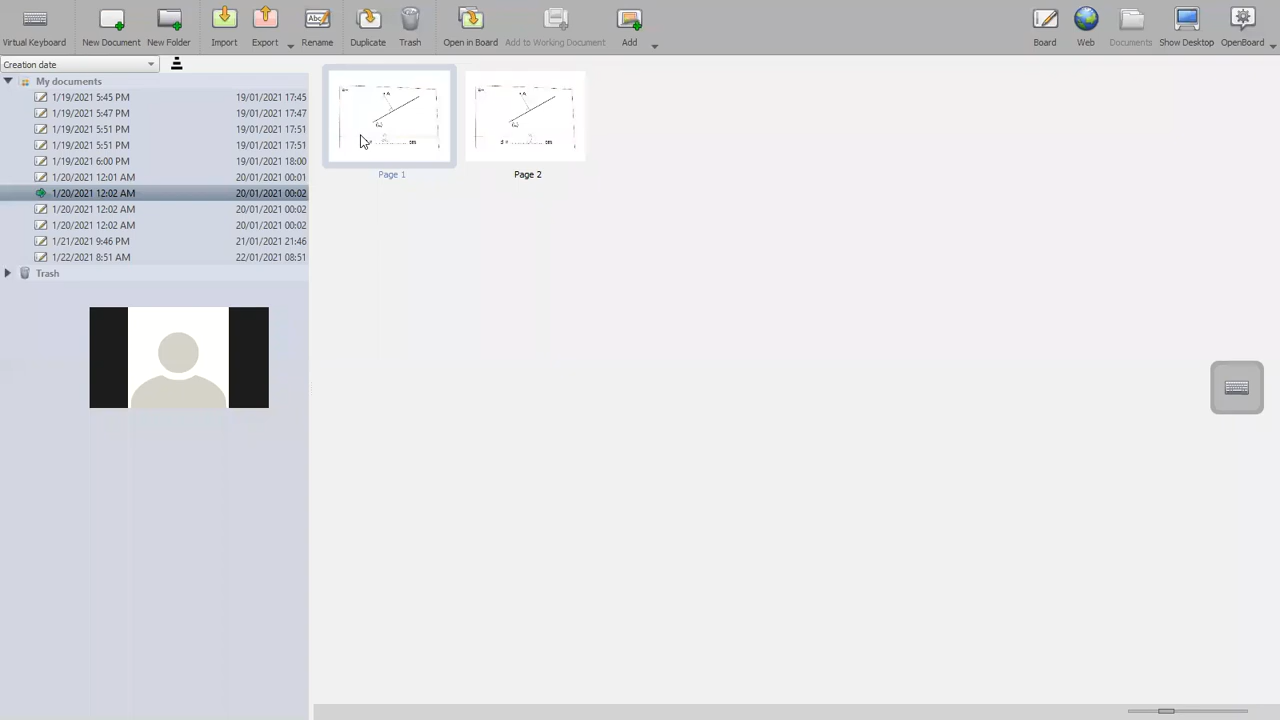 Virtual Keyboard New Document New Folder Import Export Rename Duplicate Trash Open in Board Add to Working Document Add Board Web Documents Show Desktop OpenBoard
Creation date
My documents
1/19/2021 5:45 PM 19/01/2021 17:45
1/19/2021 5:47 PM 19/01/2021 17:47
1/19/2021 5:51 PM 19/01/2021 17:51
1/19/2021 5:51 PM 19/01/2021 17:51
1/19/2021 6:00 PM 19/01/2021 18:00
1/20/2021 12:01 AM 20/01/2021 00:01
1/20/2021 12:02 AM 20/01/2021 00:02
1/20/2021 12:02 AM 20/01/2021 00:02
1/20/2021 12:02 AM 20/01/2021 00:02
1/21/2021 9:46 PM 21/01/2021 21:46
1/22/2021 8:51 AM 22/01/2021 08:51
Trash
Page 1
Page 2